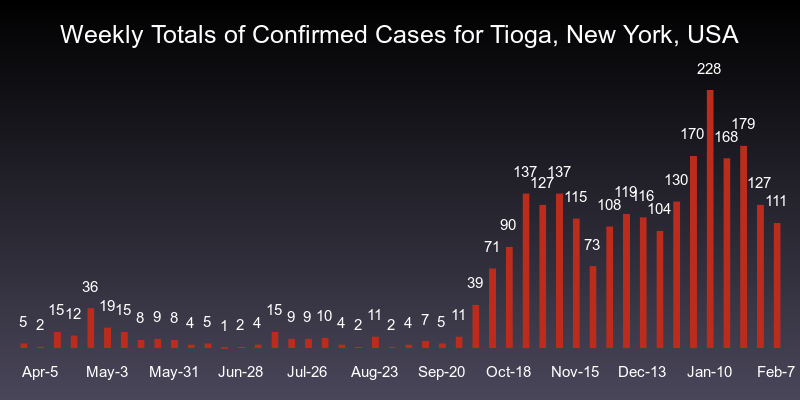 Weekly Totals of Confirmed Cases for Tioga, New York, USA
5 2 15 12 36 19 15 8 9 8 4 5 1 2 4 15 9 9 10 4 2 11 2 4 7 5 11 39 71 90 137 127 137 115 73 108 119 116 104 130 170 228 168 179 127 111
Apr-5 May-3 May-31 Jun-28 Jul-26 Aug-23 Sep-20 Oct-18 Nov-15 Dec-13 Jan-10 Feb-7